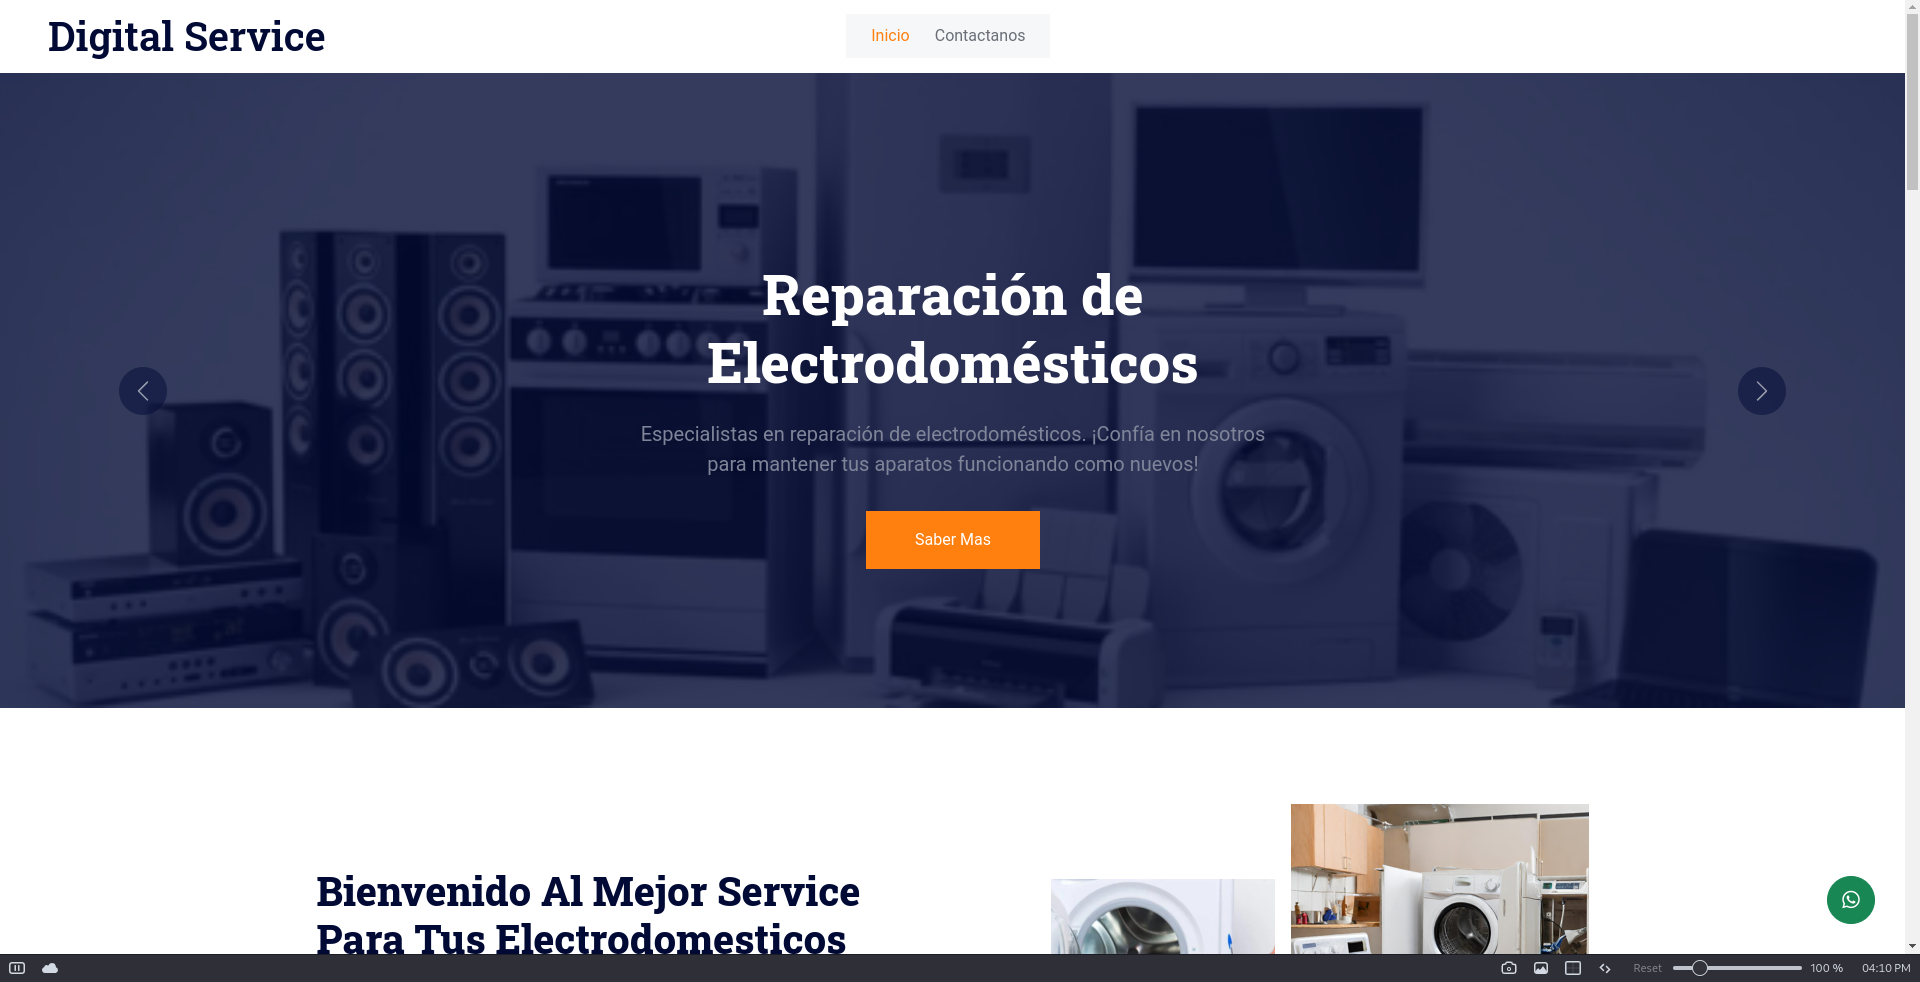 Digital Service
Inicio
Contactanos
Reparación de
Electrodomésticos
Especialistas en reparación de electrodomésticos. ¡Confía en nosotros
para mantener tus aparatos funcionando como nuevos!
Saber Mas
Bienvenido Al Mejor Service
Para Tus Electrodomesticos
Reset
100 %
04:10 PM